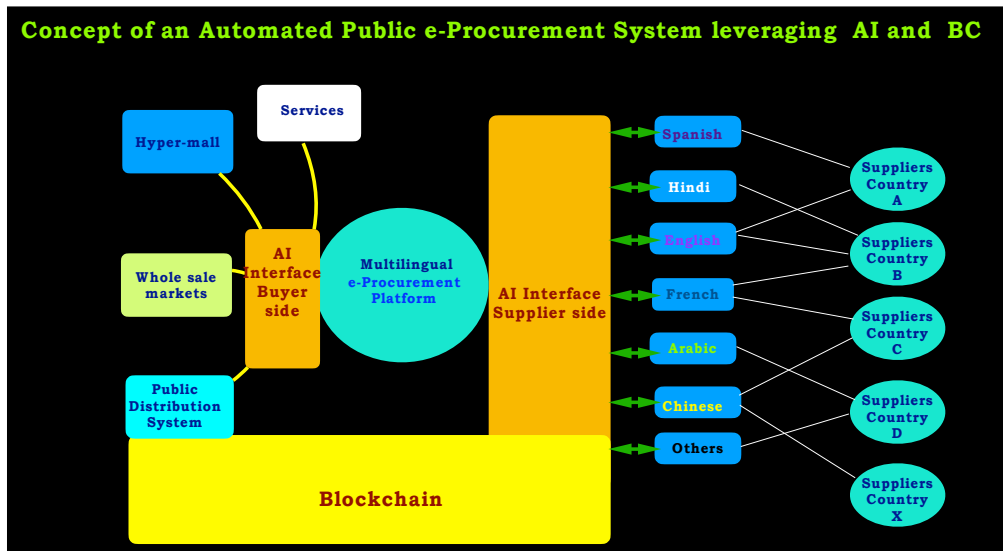 Concept of an Automated Public e-Procurement System leveraging AI and BC
Services
Hyper-mall
Whole sale
markets
Public
Distribution
System
AI
Interface
Buyer
side
Multilingual
e-Procurement
Platform
AI Interface
Supplier side
Blockchain
Spanish
Hindi
English
French
Arabic
Chinese
Others
Suppliers
Country
A
Suppliers
Country
B
Suppliers
Country
C
Suppliers
Country
D
Suppliers
Country
X